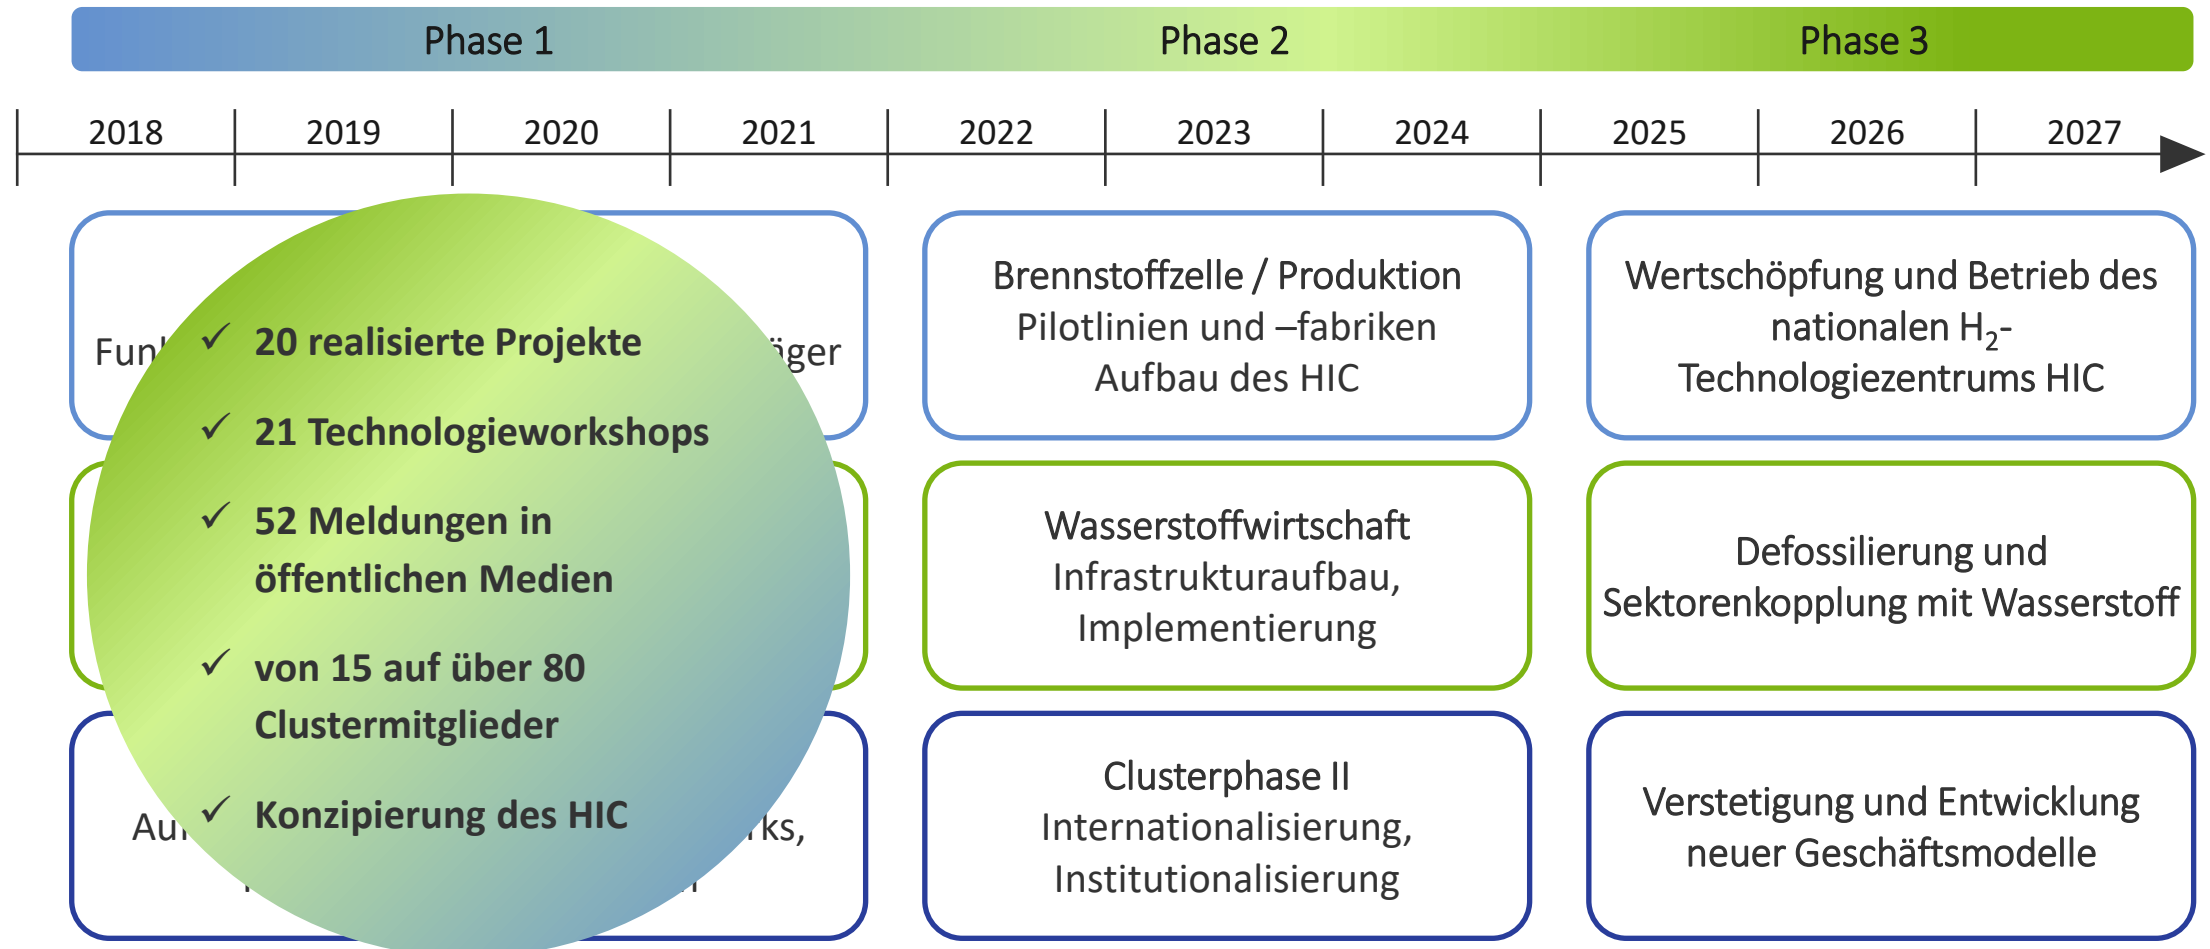 Phase 1
Phase 2
Phase 3
2018
2019
2020
2021
2022
2023
2024
2025
2026
2027
✓ 20 realisierte Projekte
✓ 21 Technologieworkshops
✓ 52 Meldungen in
öffentlichen Medien
✓ von 15 auf über 80
Clustermitglieder
✓ Konzipierung des HIC
Brennstoffzelle / Produktion
Pilotlinien und –fabriken
Aufbau des HIC
Wertschöpfung und Betrieb des
nationalen H₂-
Technologiezentrums HIC
Wasserstoffwirtschaft
Infrastrukturaufbau,
Implementierung
Defossilierung und
Sektorenkopplung mit Wasserstoff
Clusterphase II
Internationalisierung,
Institutionalisierung
Verstetigung und Entwicklung
neuer Geschäftsmodelle